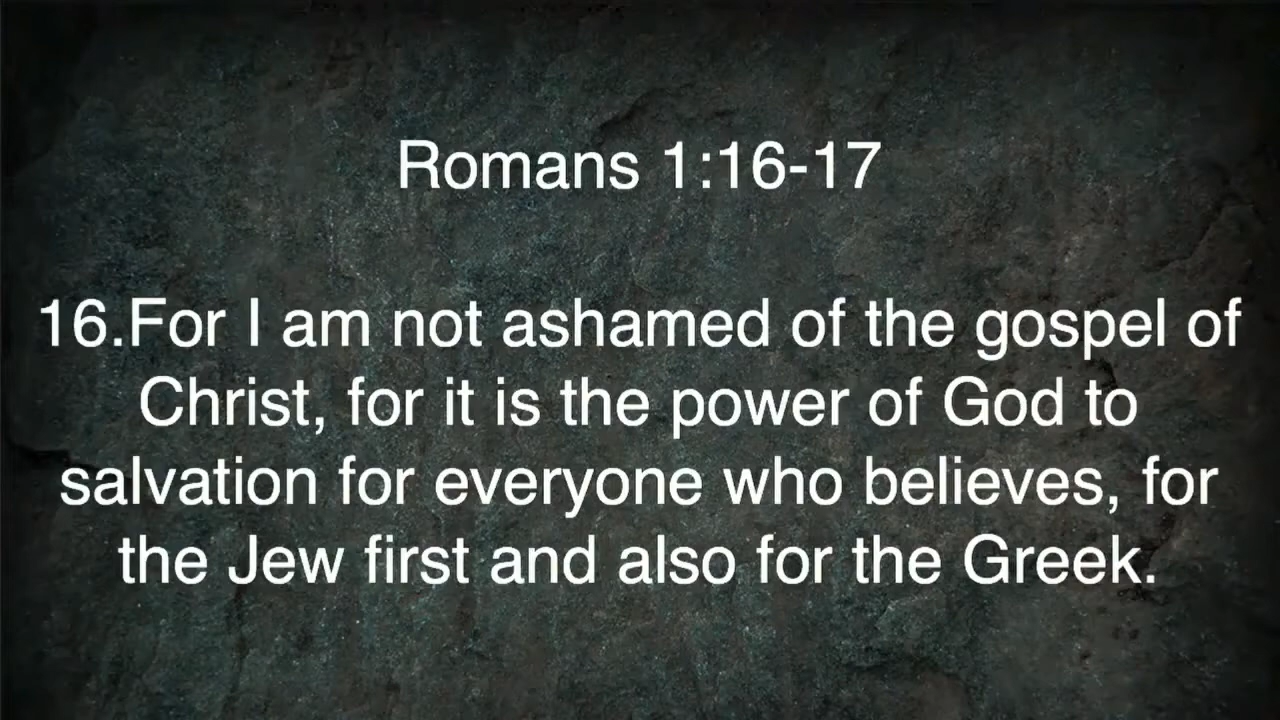 Romans 1:16-17
16.For I am not ashamed of the gospel of
Christ, for it is the power of God to
salvation for everyone who believes, for
the Jew first and also for the Greek.